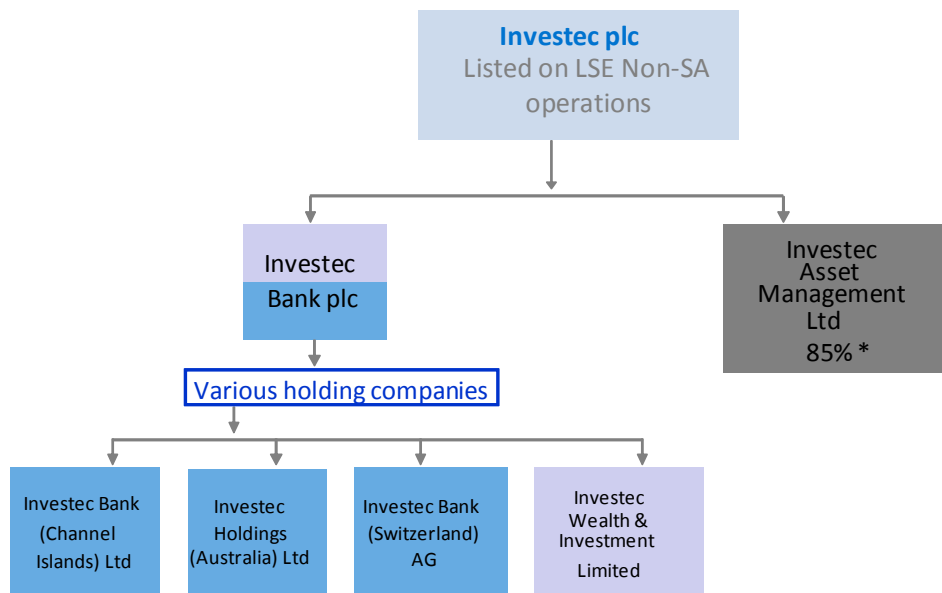 Investec plc
Listed on LSE Non-SA
operations
Investec
Bank plc
Investec
Asset
Management
Ltd
85% *
Various holding companies
Investec Bank
(Channel
Islands) Ltd
Investec
Holdings
(Australia) Ltd
Investec Bank
(Switzerland)
AG
Investec
Wealth &
Investment
Limited